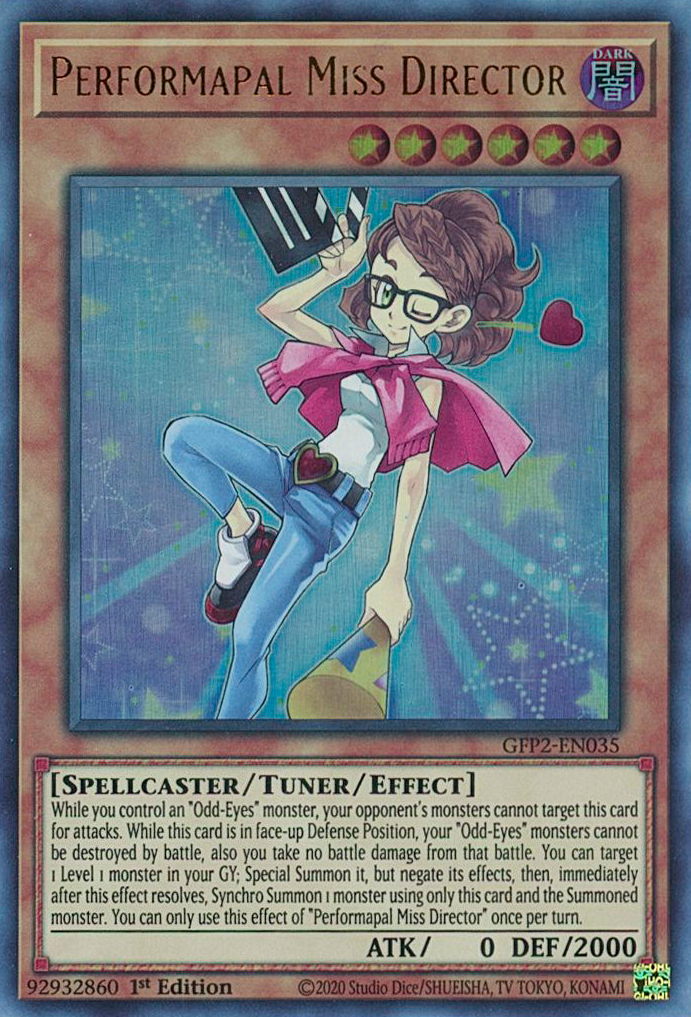 PERFORMAPAL MISS DIRECTOR
DARK
闇
GFP2-EN035
[SPELLCASTER/TUNER/EFFECT]
While you control an "Odd-Eyes" monster, your opponent's monsters cannot target this card
for attacks. While this card is in face-up Defense Position, your "Odd-Eyes" monsters cannot
be destroyed by battle, also you take no battle damage from that battle. You can target
1 Level 1 monster in your GY; Special Summon it, but negate its effects, then, immediately
after this effect resolves, Synchro Summon 1 monster using only this card and the Summoned
monster. You can only use this effect of "Performapal Miss Director" once per turn.
ATK/ 0 DEF/2000
92932860 1st Edition ©2020 Studio Dice/SHUEISHA, TV TOKYO, KONAMI